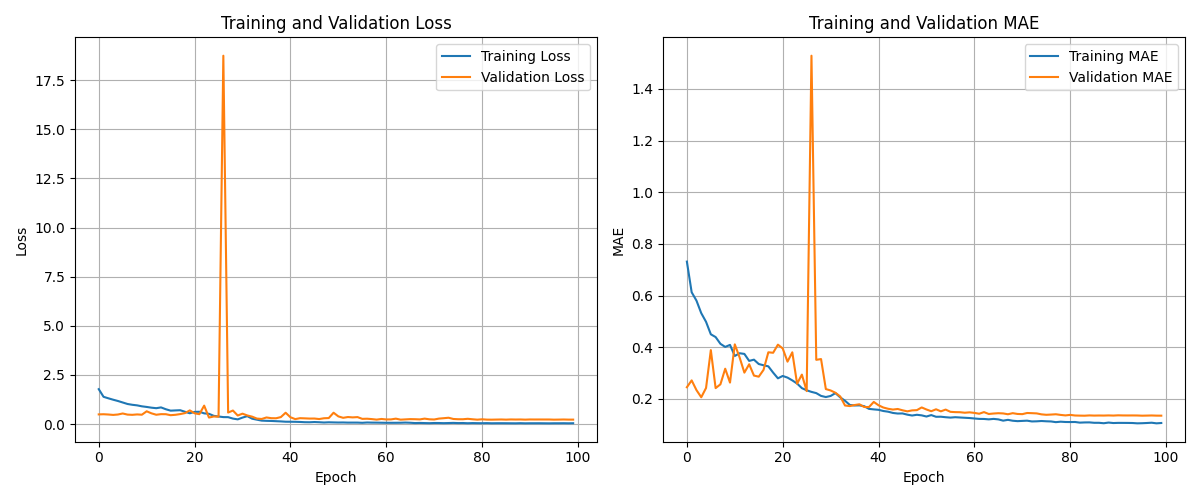 Training and Validation Loss
Training Loss
Validation Loss
17.5
15.0
12.5
10.0
7.5
5.0
2.5
0.0
Loss
0
20
40
60
80
100
Epoch
Training and Validation MAE
Training MAE
Validation MAE
1.4
1.2
1.0
0.8
0.6
0.4
0.2
MAE
0
20
40
60
80
100
Epoch